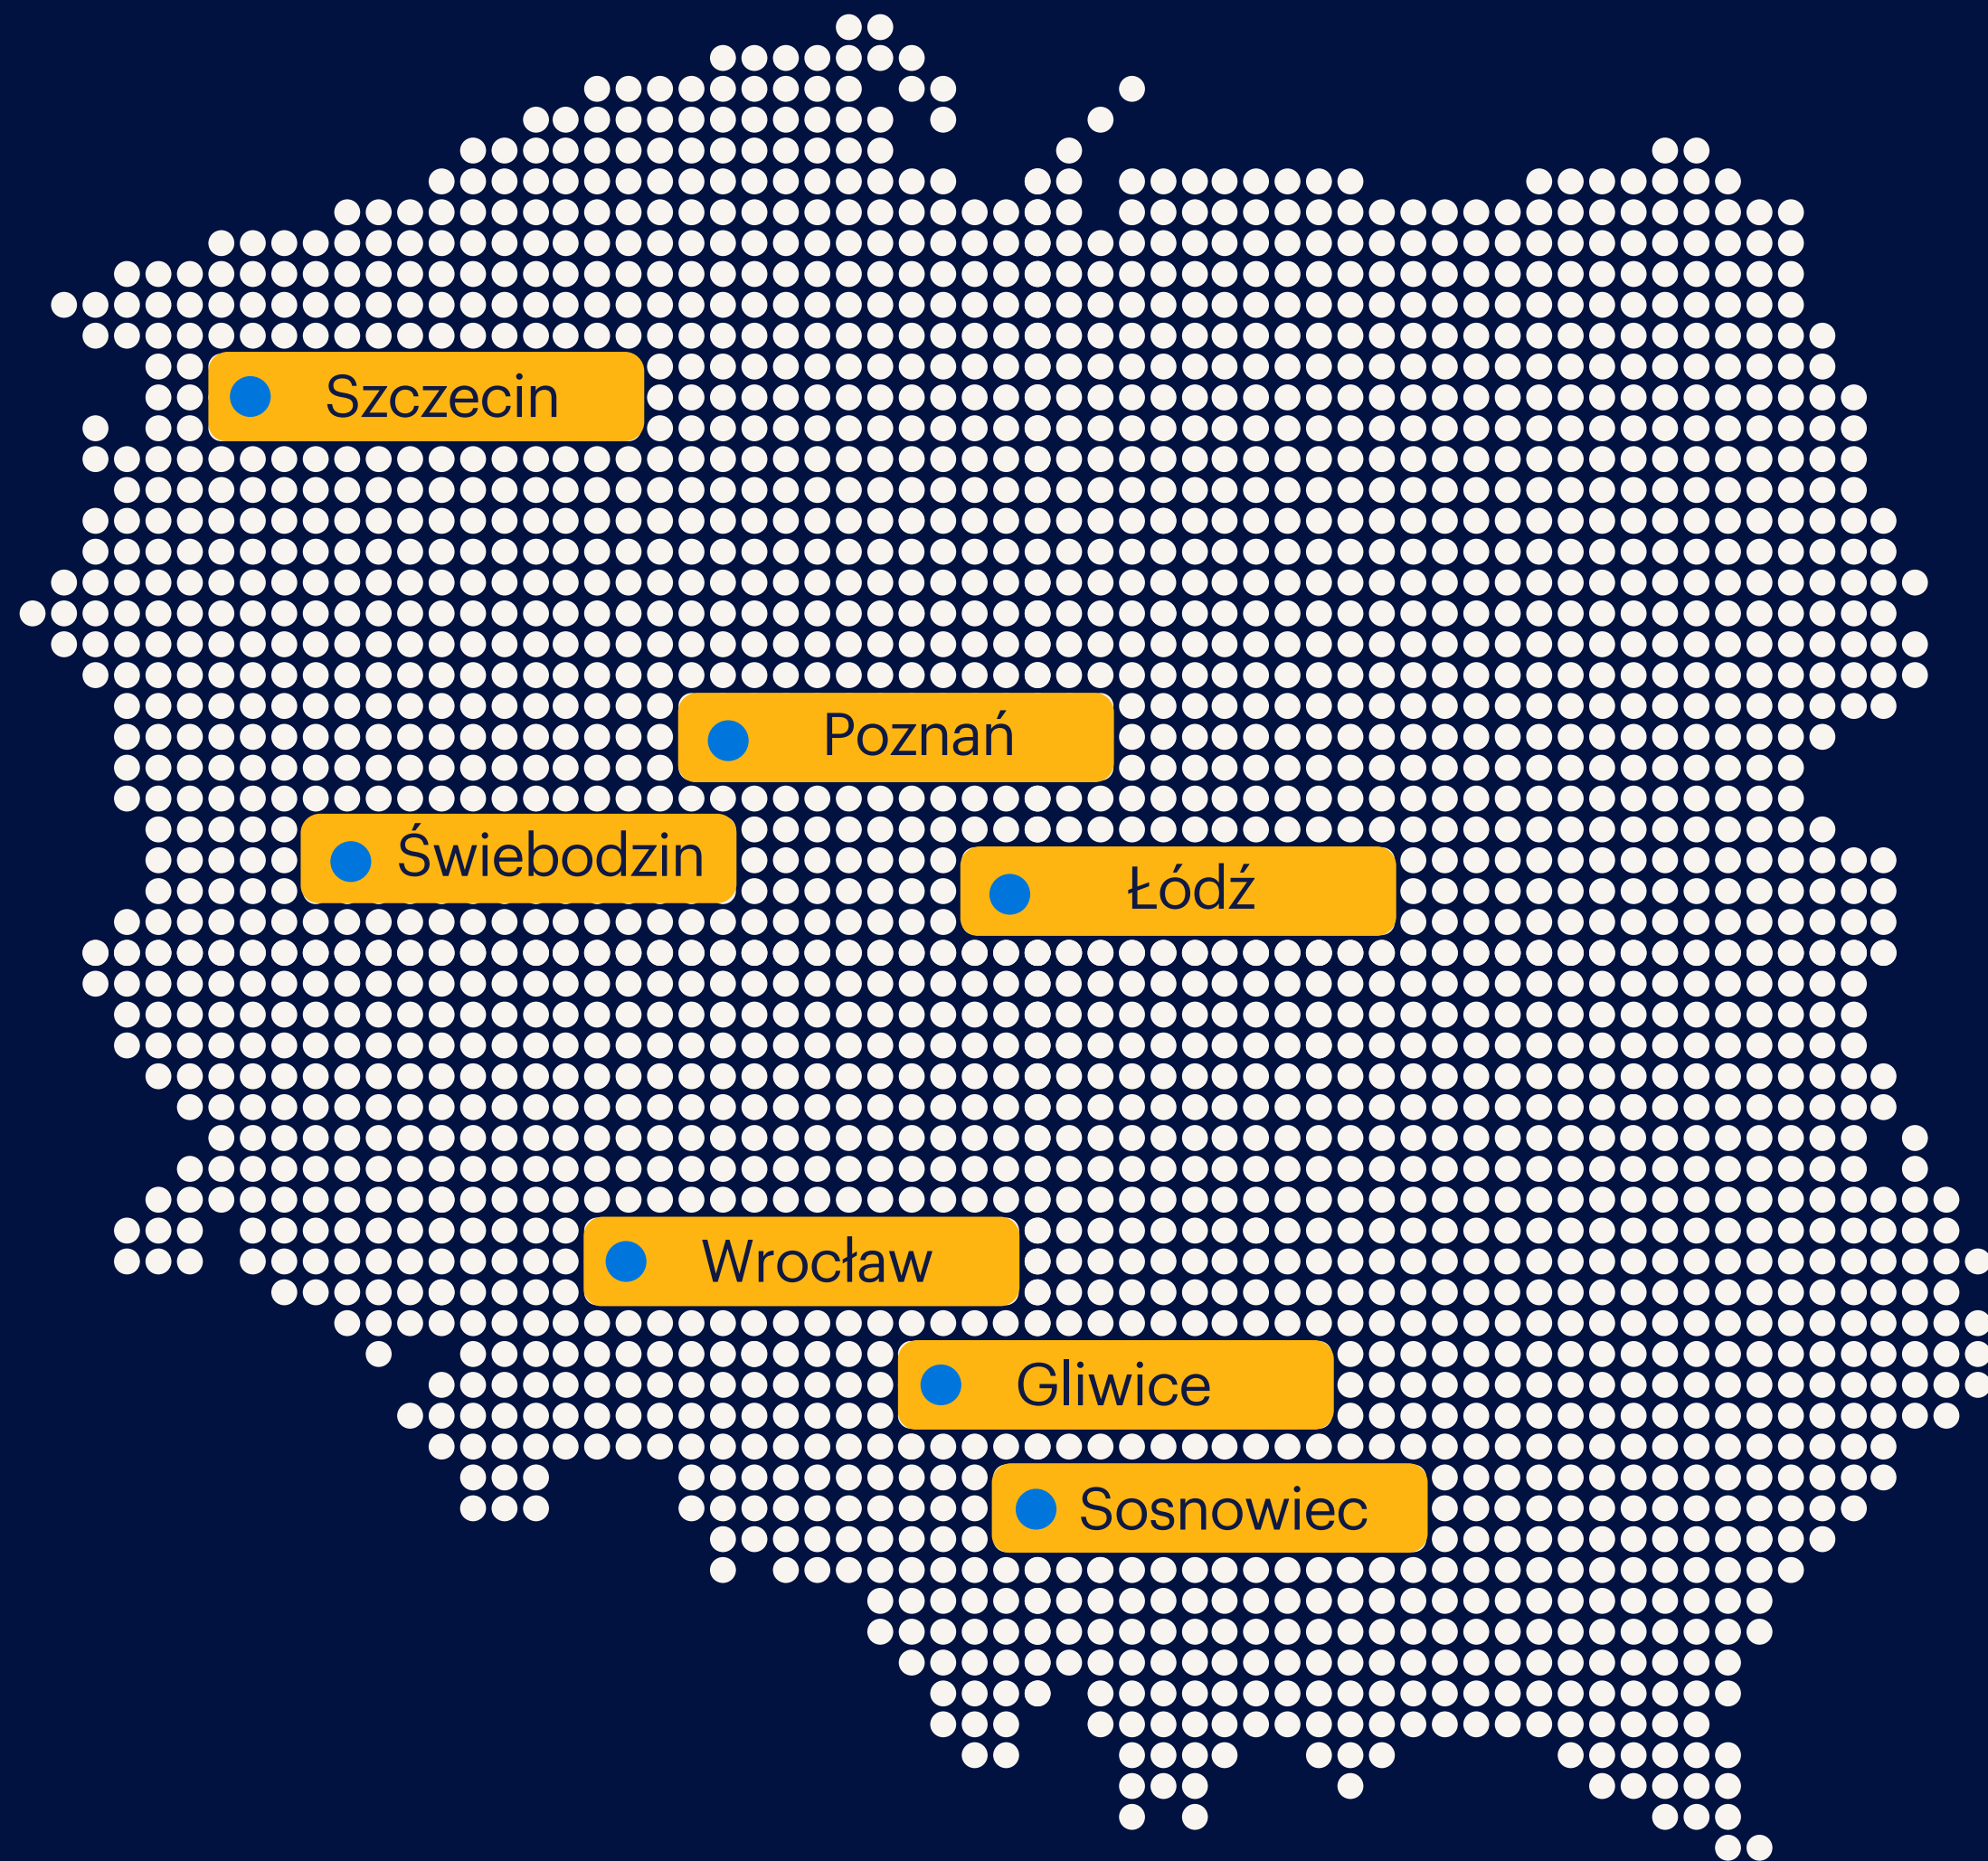 Szczecin
Poznań
Świebodzin
Łódź
Wrocław
Gliwice
Sosnowiec